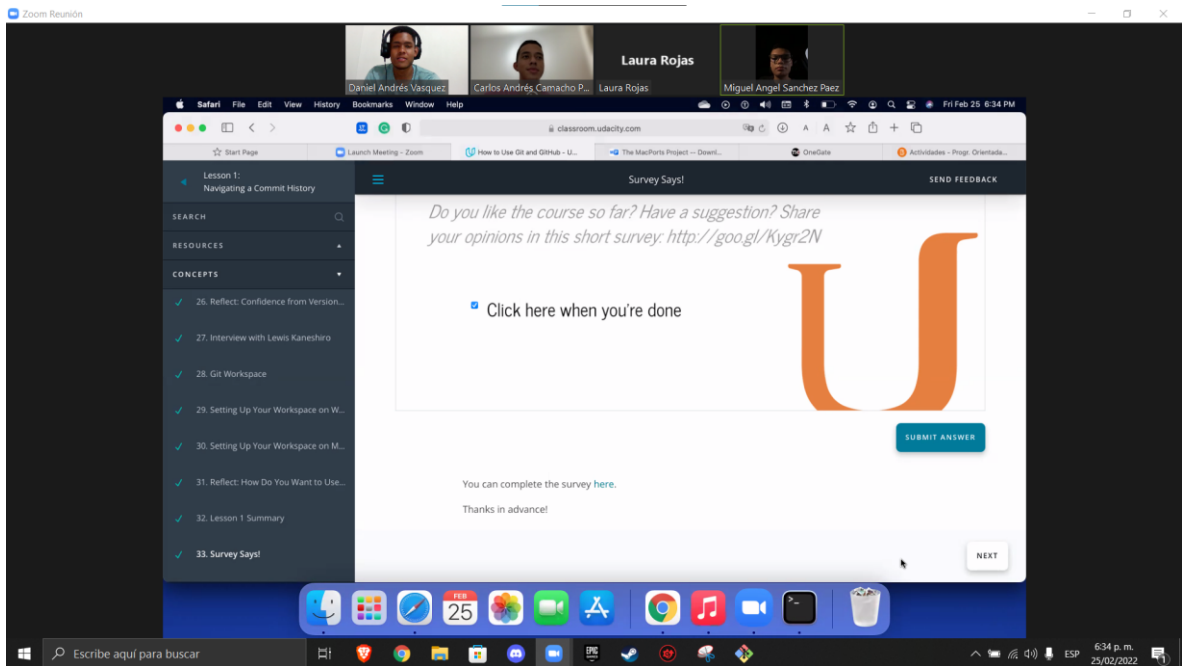 Zoom Reunión
Laura Rojas
Daniel Andrés Vasquez
Carlos Andrés Camacho P...
Laura Rojas
Miguel Angel Sanchez Paez
Safari File Edit View History Bookmarks Window Help
Fri Feb 25 6:34 PM
classroom.udacity.com
A A
Start Page
Launch Meeting - Zoom
How to Use Git and GitHub - U...
The MacPorts Project -- Downl...
OneGate
Actividades - Progr. Orientada...
Lesson 1:
Navigating a Commit History
Survey Says!
SEND FEEDBACK
SEARCH
RESOURCES
CONCEPTS
26. Reflect: Confidence from Version...
27. Interview with Lewis Kaneshiro
28. Git Workspace
29. Setting Up Your Workspace on W...
30. Setting Up Your Workspace on M...
31. Reflect: How Do You Want to Use...
32. Lesson 1 Summary
33. Survey Says!
Do you like the course so far? Have a suggestion? Share
your opinions in this short survey: http://goo.gl/Kygr2N
Click here when you're done
SUBMIT ANSWER
You can complete the survey here.
Thanks in advance!
NEXT
FEB
25
Escribe aquí para buscar
EPIC
ESP
6:34 p. m.
25/02/2022